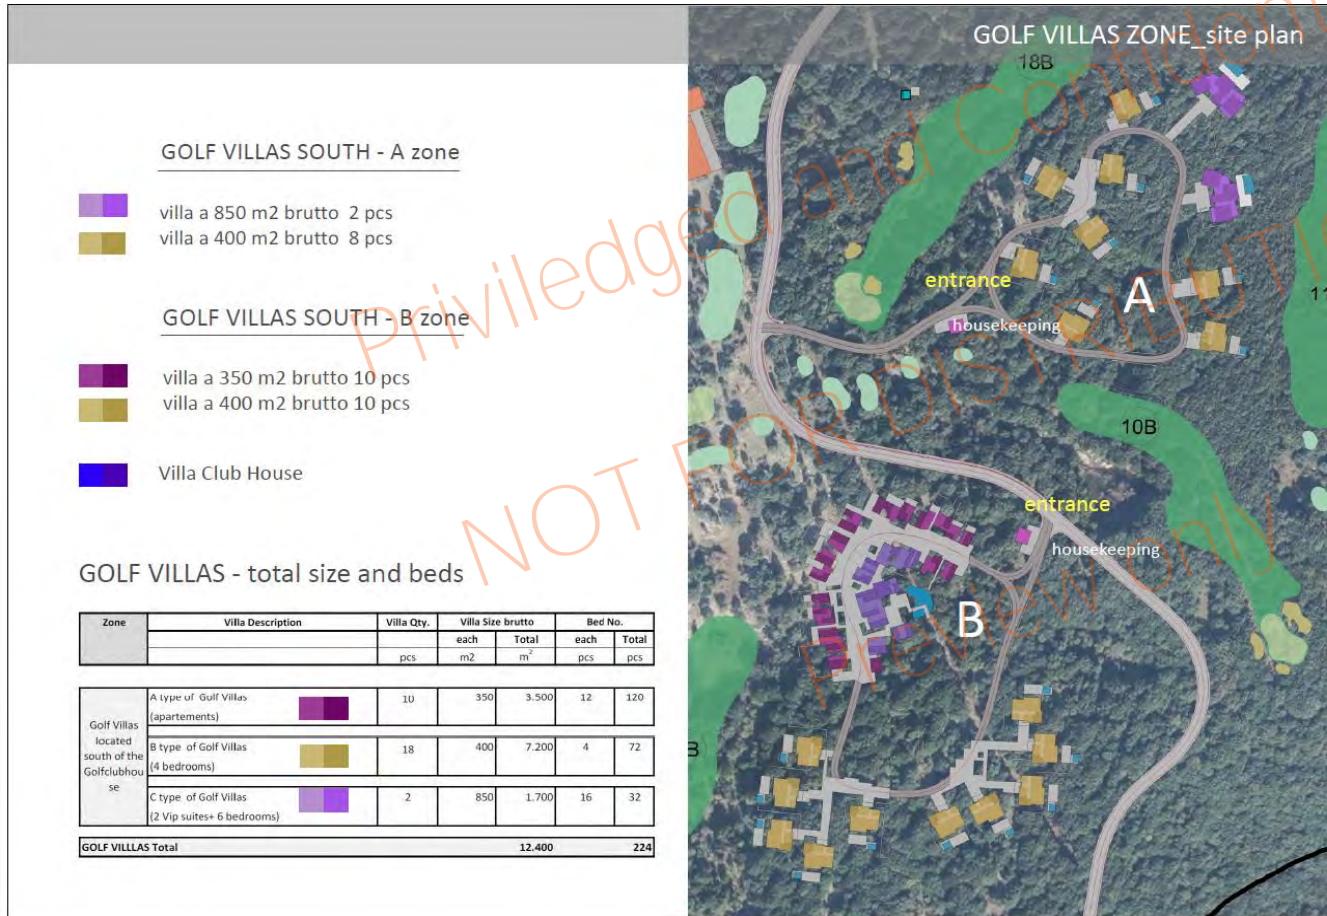 GOLF VILLAS ZONE_site plan
GOLF VILLAS SOUTH - A zone
villa a 850 m2 brutto 2 pcs
villa a 400 m2 brutto 8 pcs
GOLF VILLAS SOUTH - B zone
villa a 350 m2 brutto 10 pcs
villa a 400 m2 brutto 10 pcs
Villa Club House
GOLF VILLAS - total size and beds
Zone Villa Description Villa Qty. Villa Size brutto Bed No.
each Total each Total
pcs m2 m² pcs pcs
Golf Villas
located
south of the
Golfclubhou
se
A type of Golf Villas 10 350 3.500 12 120
(apartements)
B type of Golf Villas 18 400 7.200 4 72
(4 bedrooms)
C type of Golf Villas 2 850 1.700 16 32
(2 Vip suites+ 6 bedrooms)
GOLF VILLLAS Total 12.400 224
18B
entrance
A
housekeeping
11
10B
entrance
housekeeping
B
Priviledged and Confident
NOT FOR DISTRIBUTIO
Preview only